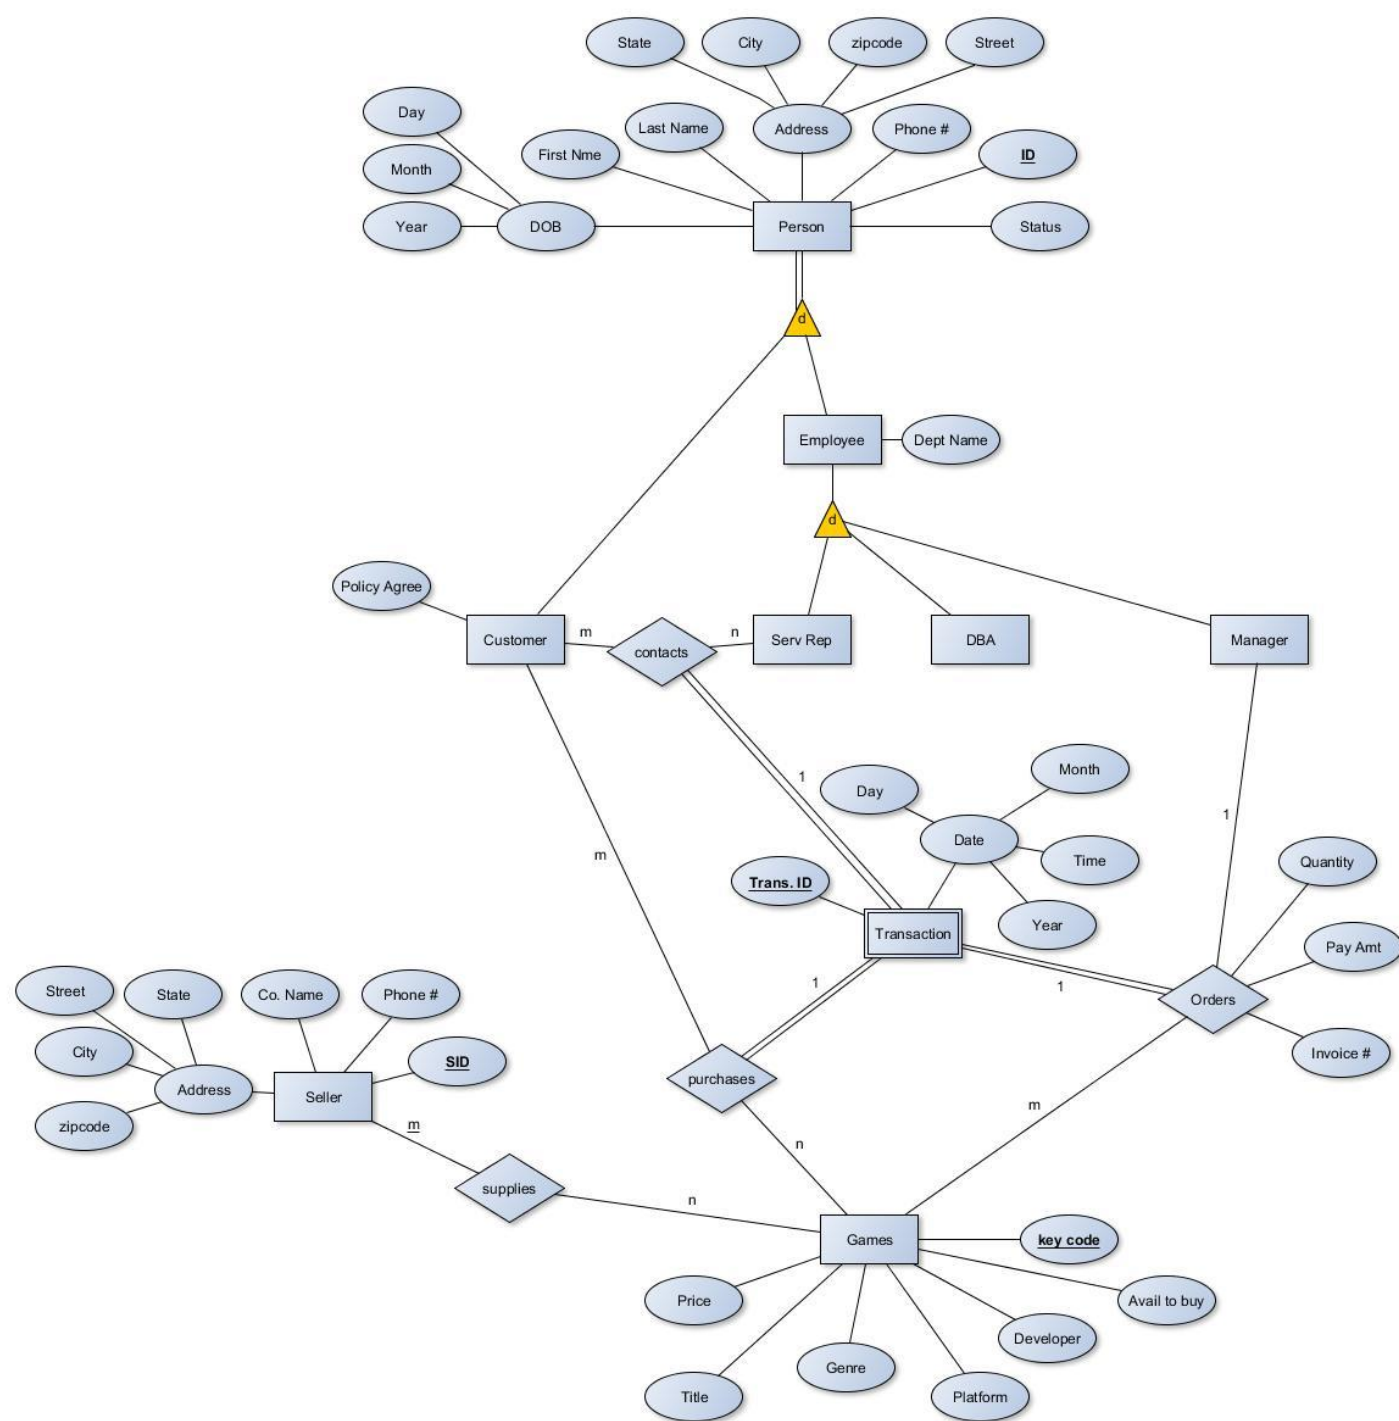 State
City
zipcode
Street
Day
Last Name
Address
Phone #
First Nme
ID
Month
Year
DOB
Person
Status
d
Employee
Dept Name
d
Policy Agree
Customer
m
contacts
n
Serv Rep
DBA
Manager
1
Day
Month
1
Date
m
Time
Quantity
Trans. ID
Year
Transaction
Pay Amt
1
1
Orders
Street
State
Co. Name
Phone #
City
SID
Invoice #
Address
Seller
purchases
zipcode
m
m
n
supplies
n
Games
key code
Price
Avail to buy
Developer
Genre
Title
Platform